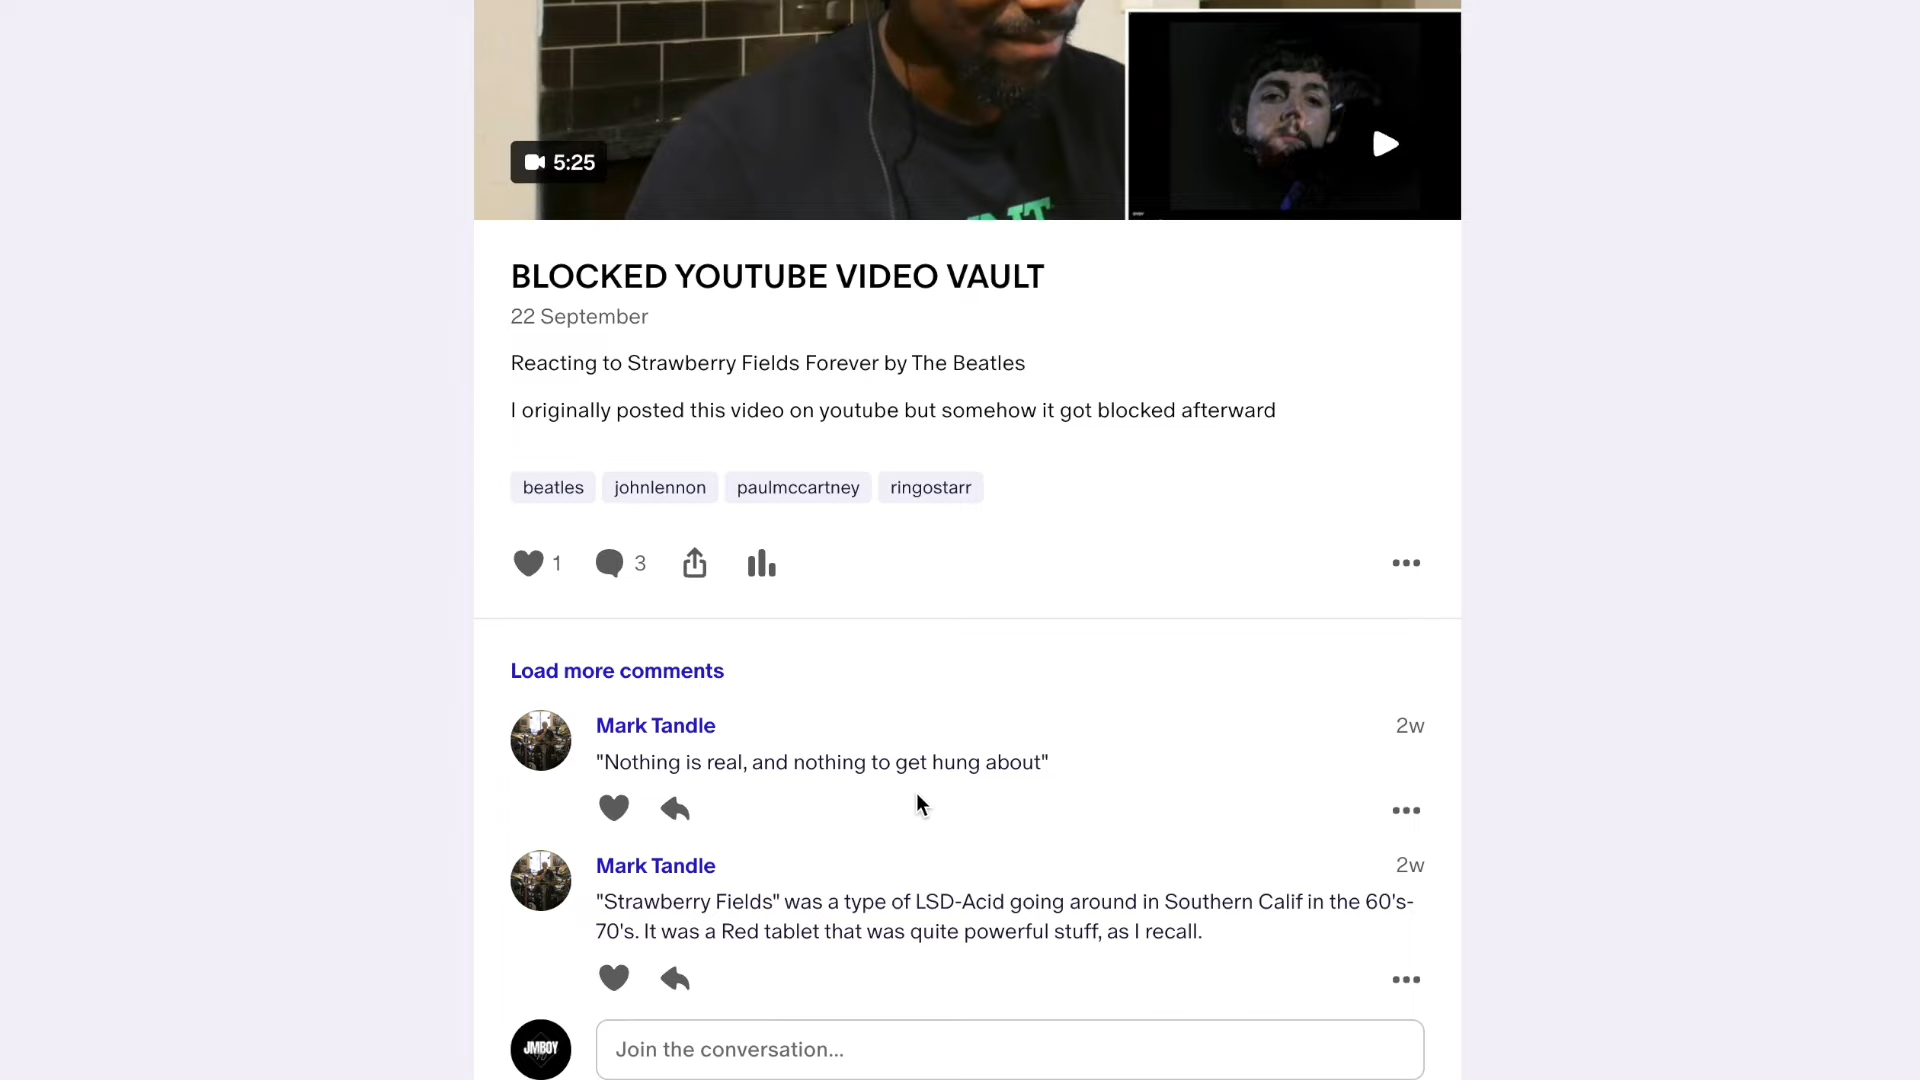 5:25
BLOCKED YOUTUBE VIDEO VAULT
22 September
Reacting to Strawberry Fields Forever by The Beatles
I originally posted this video on youtube but somehow it got blocked afterward
beatles johnlennon paulmccartney ringostarr
1 3
Load more comments
Mark Tandle 2w
"Nothing is real, and nothing to get hung about"
Mark Tandle 2w
"Strawberry Fields" was a type of LSD-Acid going around in Southern Calif in the 60's-
70's. It was a Red tablet that was quite powerful stuff, as I recall.
JMBOY
Join the conversation...